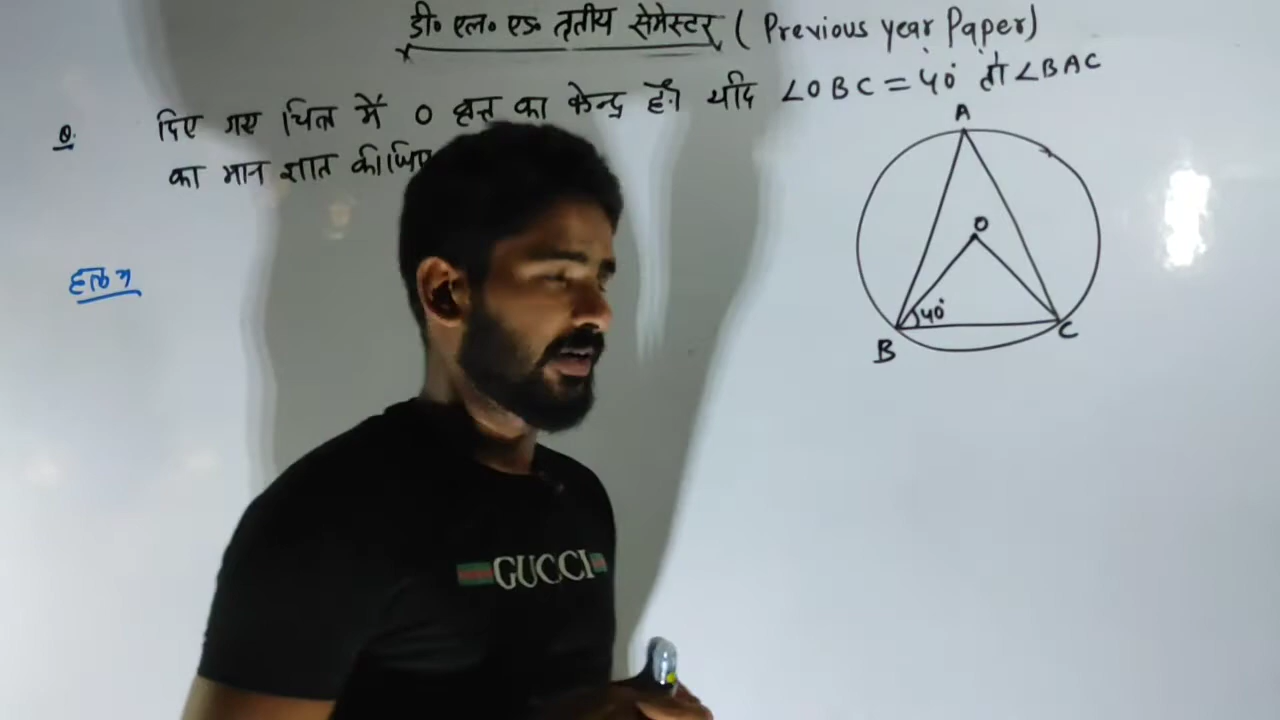 डी० एल० एड० तृतीय सेमेस्टर ( Previous year Paper )
Q. दिए गए चित्र में O वृत्त का केन्द्र है। यदि ∠OBC = 40° तो ∠BAC
का मान ज्ञात कीजिए
हल:-
A
O
40°
B
C
GUCCI